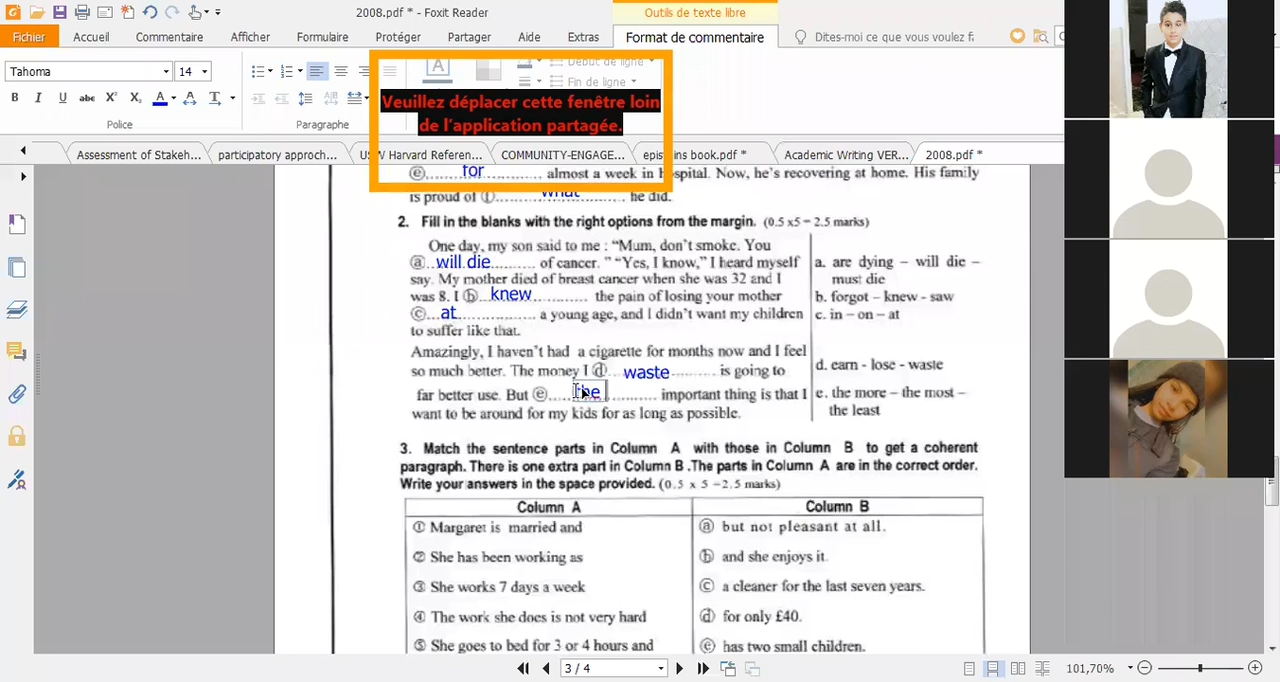 2008.pdf * - Foxit Reader
Outils de texte libre
Fichier
Accueil
Commentaire
Afficher
Formulaire
Protéger
Partager
Aide
Extras
Format de commentaire
Dites-moi ce que vous voulez f
Tahoma
14
Début de ligne
Fin de ligne
Police
Paragraphe
Veuillez déplacer cette fenêtre loin
de l'application partagée.
Assessment of Stakeh...
participatory approch...
Referen...
COMMUNITY-ENGAGE...
book.pdf *
Academic Writing VER...
2008.pdf *
e for almost a week in hospital. Now, he's recovering at home. His family
is proud of f what he did.
2. Fill in the blanks with the right options from the margin. (0.5 x5 = 2.5 marks)
One day, my son said to me : "Mum, don't smoke. You
a will die of cancer. " "Yes, I know," I heard myself
say. My mother died of breast cancer when she was 32 and I
was 8. I b knew the pain of losing your mother
c at a young age, and I didn't want my children
to suffer like that.
Amazingly, I haven't had a cigarette for months now and I feel
so much better. The money I d waste is going to
far better use. But e the important thing is that I
want to be around for my kids for as long as possible.
a. are dying – will die –
must die
b. forgot – knew - saw
c. in – on – at
d. earn - lose - waste
e. the more – the most –
the least
3. Match the sentence parts in Column A with those in Column B to get a coherent
paragraph. There is one extra part in Column B .The parts in Column A are in the correct order.
Write your answers in the space provided. (0.5 x 5 =2.5 marks)
Column A
Column B
① Margaret is married and
ⓐ but not pleasant at all.
② She has been working as
ⓑ and she enjoys it.
③ She works 7 days a week
ⓒ a cleaner for the last seven years.
④ The work she does is not very hard
ⓓ for only £40.
⑤ She goes to bed for 3 or 4 hours and
ⓔ has two small children.
3 / 4
101,70%